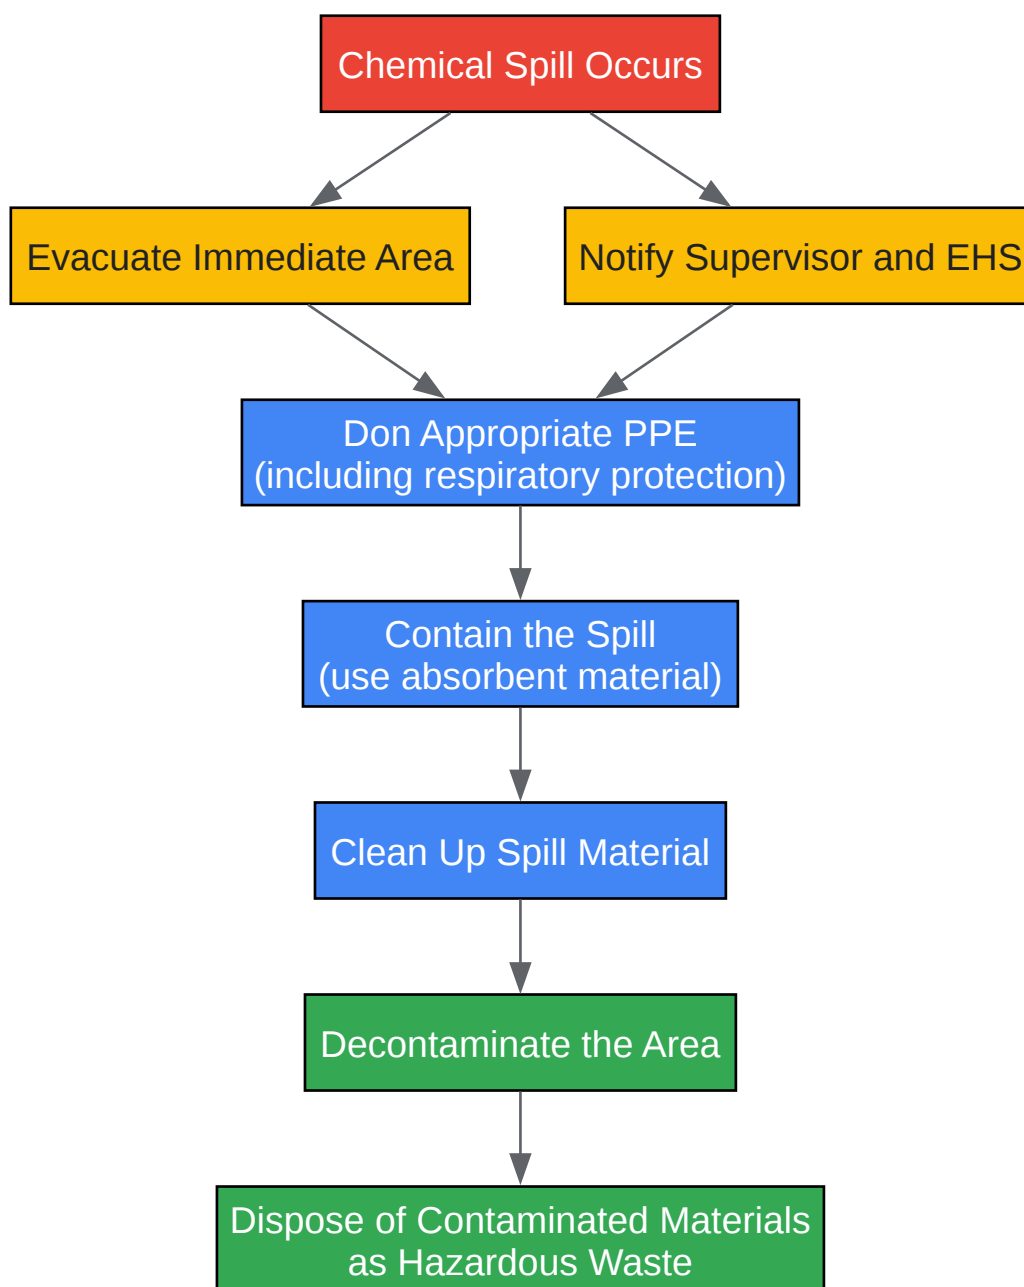 Chemical Spill Occurs
Evacuate Immediate Area
Notify Supervisor and EHS
Don Appropriate PPE
(including respiratory protection)
Contain the Spill
(use absorbent material)
Clean Up Spill Material
Decontaminate the Area
Dispose of Contaminated Materials
as Hazardous Waste